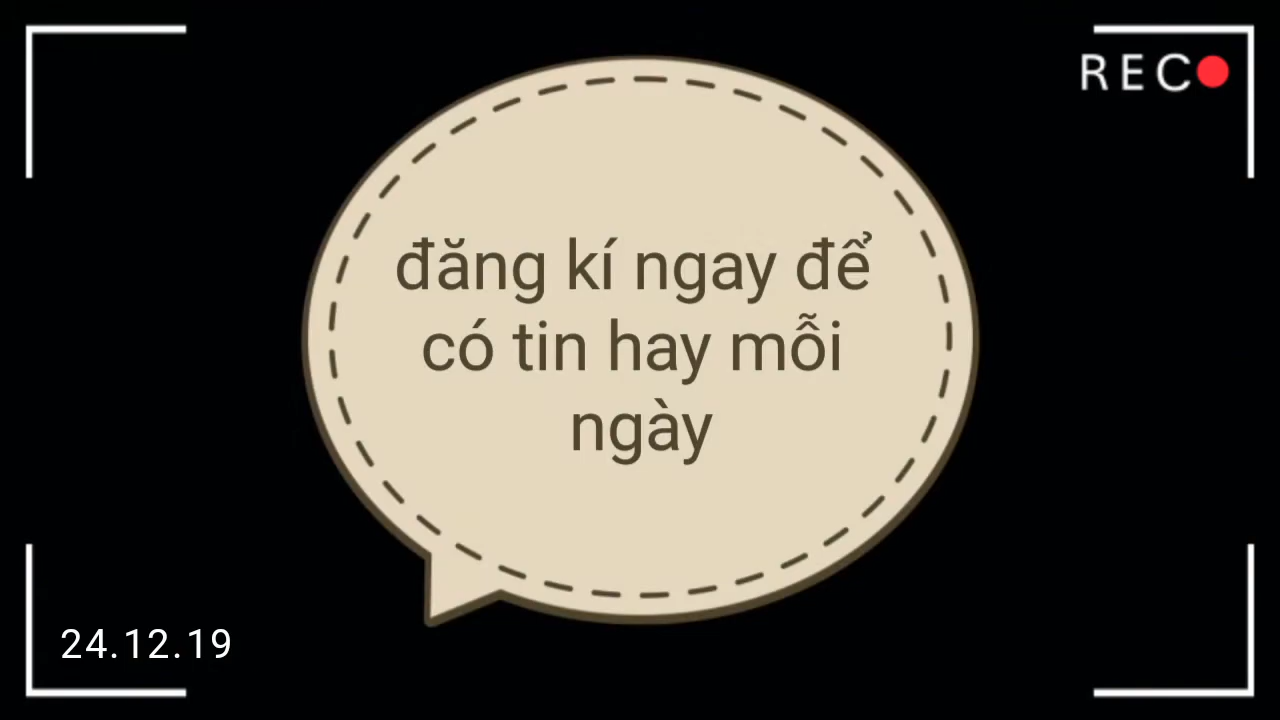 REC
đăng kí ngay để
có tin hay mỗi
ngày
24.12.19